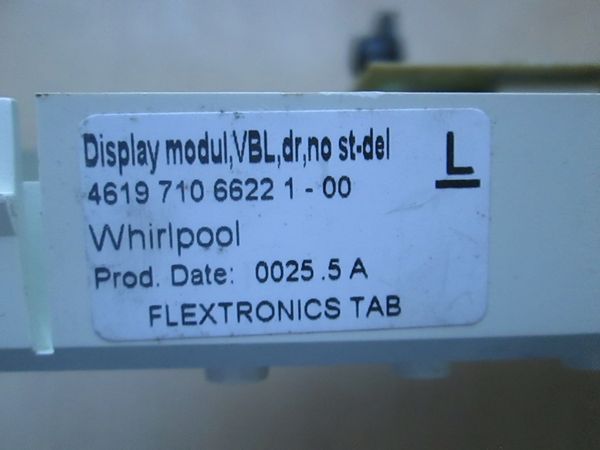 Display modul,VBL,dr,no st-del
L
4619 710 6622 1 - 00
Whirlpool
Prod. Date: 0025 .5 A
FLEXTRONICS TAB